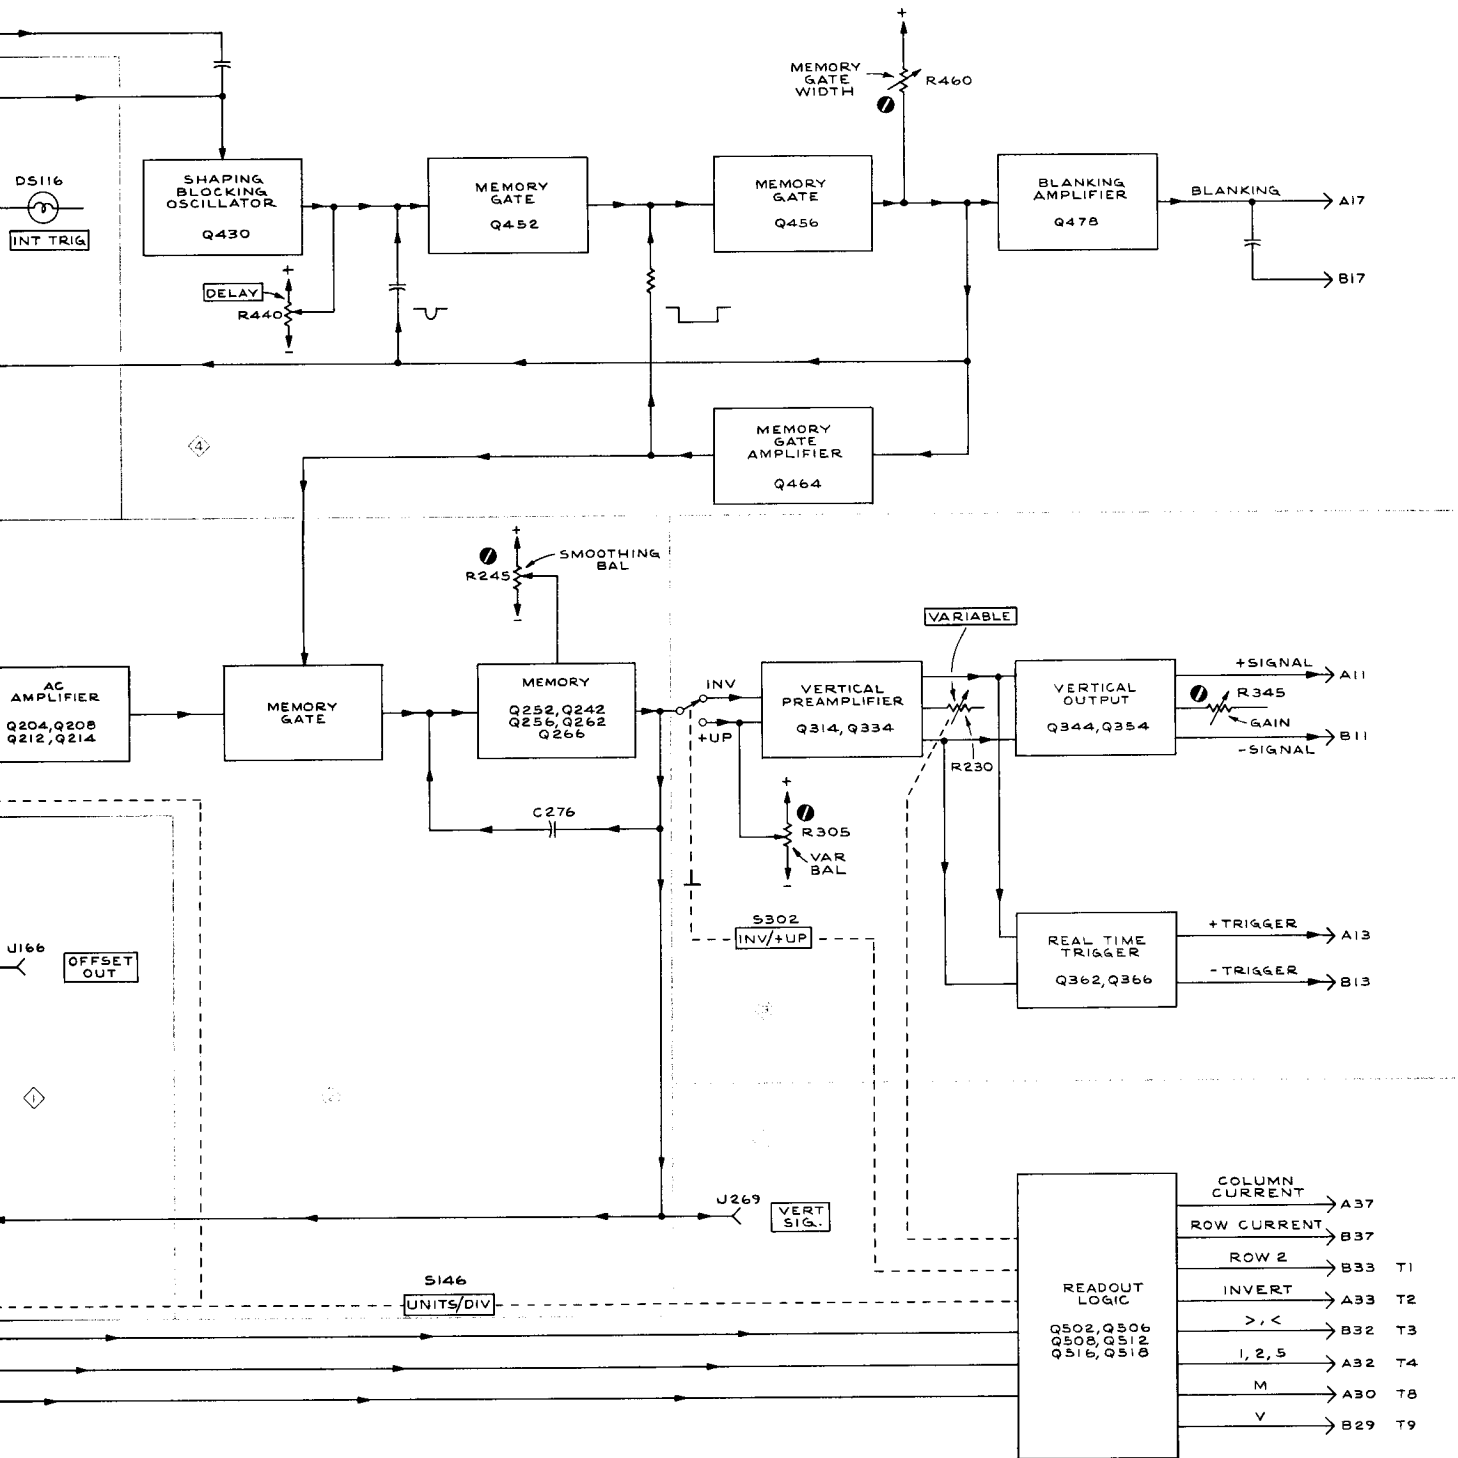 +
MEMORY
GATE
WIDTH
R460
DS116
INT TRIG
SHAPING
BLOCKING
OSCILLATOR
Q430
MEMORY
GATE
Q452
MEMORY
GATE
Q456
BLANKING
AMPLIFIER
Q478
BLANKING
A17
B17
+
DELAY
R440
-
4
MEMORY
GATE
AMPLIFIER
Q464
+
SMOOTHING
BAL
R245
-
AC
AMPLIFIER
Q204,Q208
Q212,Q214
MEMORY
GATE
MEMORY
Q252,Q242
Q256,Q262
Q266
INV
+UP
VERTICAL
PREAMPLIFIER
Q314,Q334
VARIABLE
R230
VERTICAL
OUTPUT
Q344,Q354
+SIGNAL
A11
R345
GAIN
B11
-SIGNAL
C276
+
R305
VAR
BAL
-
S302
INV/+UP
REAL TIME
TRIGGER
Q362,Q366
+TRIGGER
A13
-TRIGGER
B13
J166
OFFSET
OUT
1
J269
VERT
SIG.
S146
UNITS/DIV
READOUT
LOGIC
Q502,Q506
Q508,Q512
Q516,Q518
COLUMN
CURRENT
A37
ROW CURRENT
B37
ROW 2
B33 T1
INVERT
A33 T2
>,<
B32 T3
1,2,5
A32 T4
M
A30 T8
V
B29 T9